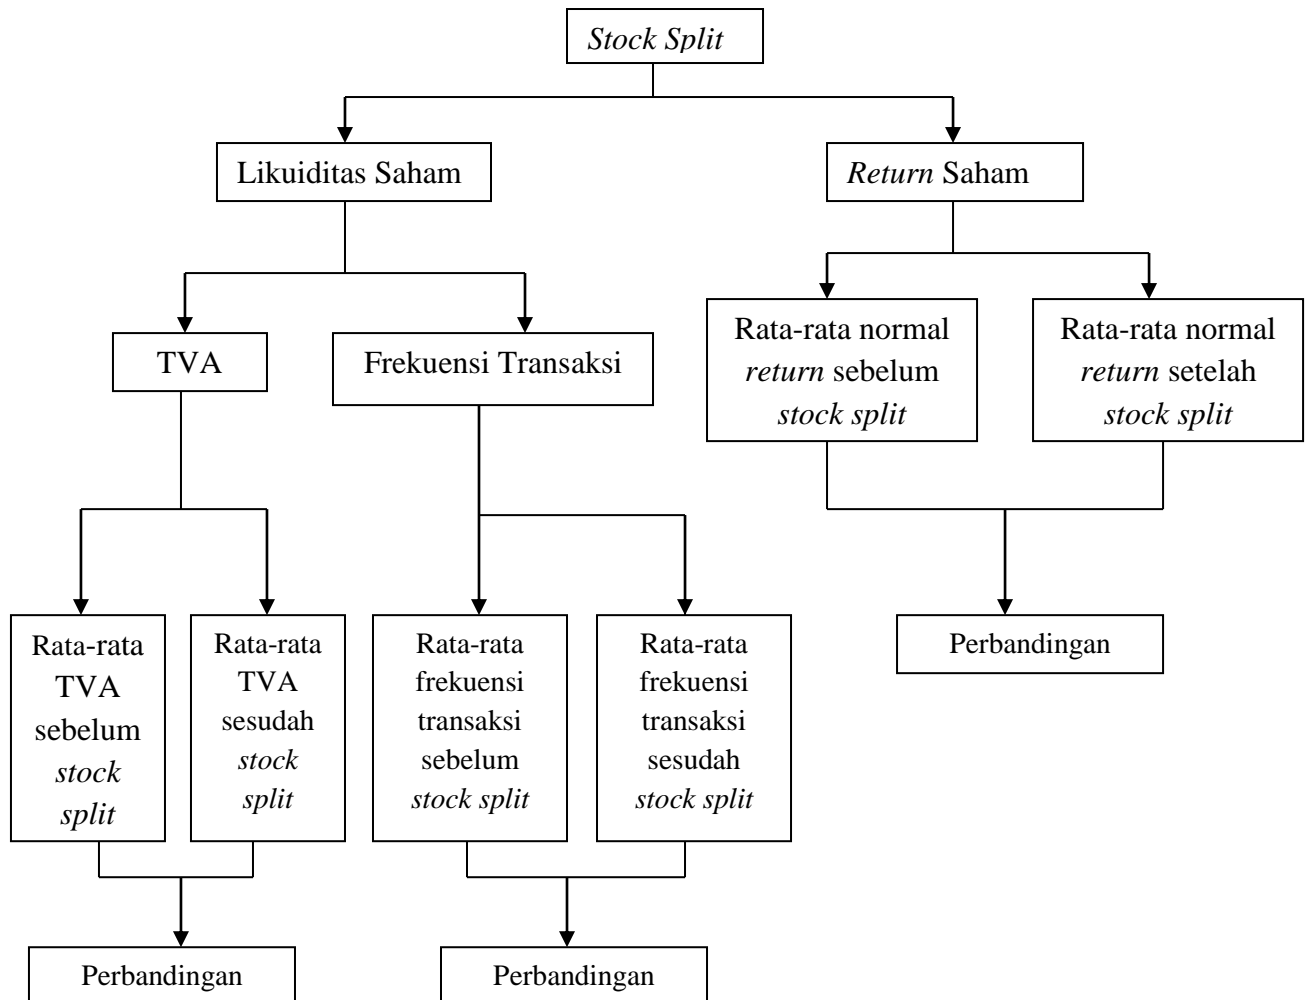 Stock Split
Likuiditas Saham
Return Saham
TVA
Frekuensi Transaksi
Rata-rata normal
return sebelum
stock split
Rata-rata normal
return setelah
stock split
Rata-rata
TVA
sebelum
stock
split
Rata-rata
TVA
sesudah
stock
split
Rata-rata
frekuensi
transaksi
sebelum
stock split
Rata-rata
frekuensi
transaksi
sesudah
stock split
Perbandingan
Perbandingan
Perbandingan